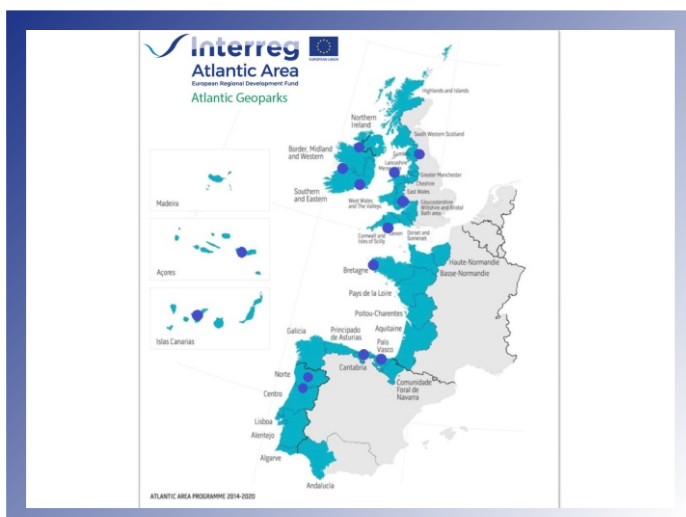 Interreg
EUROPEAN UNION
Atlantic Area
European Regional Development Fund
Atlantic Geoparks
Highlands and Islands
Northern
Ireland
South Western Scotland
Border, Midland
and Western
Cumbria
Lancashire
Merseyside
Greater Manchester
Cheshire
East Wales
Southern
and Eastern
West Wales
and The Valleys
Gloucestershire
Wiltshire and Bristol
Bath area
Madeira
Cornwall and
Isles of Scilly
Devon
Dorset and
Somerset
Açores
Bretagne
Haute-Normandie
Basse-Normandie
Pays de la Loire
Poitou-Charentes
Islas Canarias
Galicia
Principado
de Asturias
Aquitaine
País
Vasco
Cantabria
Norte
Comunidade
Foral de
Navarra
Centro
Lisboa
Alentejo
Algarve
Andalucía
ATLANTIC AREA PROGRAMME 2014-2020